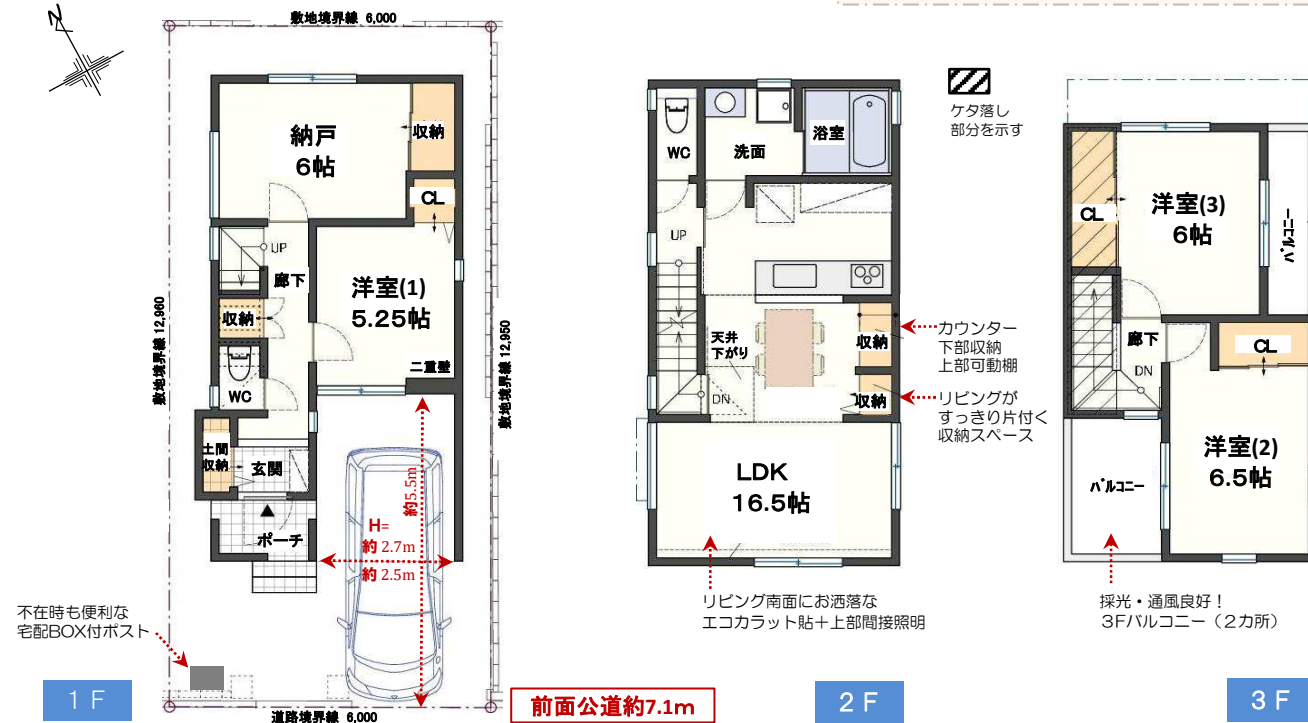 N
敷地境界線 6,000
敷地境界線 12,960
敷地境界線 12,950
納戸
6帖
収納
CL
UP
廊下
洋室(1)
5.25帖
収納
二重壁
WC
土間
収納
玄関
ポーチ
H=
約 2.7m
約 2.5m
約5.5m
不在時も便利な
宅配BOX付ポスト
道路境界線 6,000
1F
前面公道約7.1m
WC
洗面
浴室
UP
天井
下がり
DN
収納
収納
カウンター
下部収納
上部可動棚
リビングが
すっきり片付く
収納スペース
LDK
16.5帖
リビング南面にお洒落な
エコカラット貼+上部間接照明
2F
ケタ落し
部分を示す
CL
洋室(3)
6帖
バルコニー
廊下
DN
CL
洋室(2)
6.5帖
バルコニー
採光・通風良好！
3Fバルコニー（2カ所）
3F